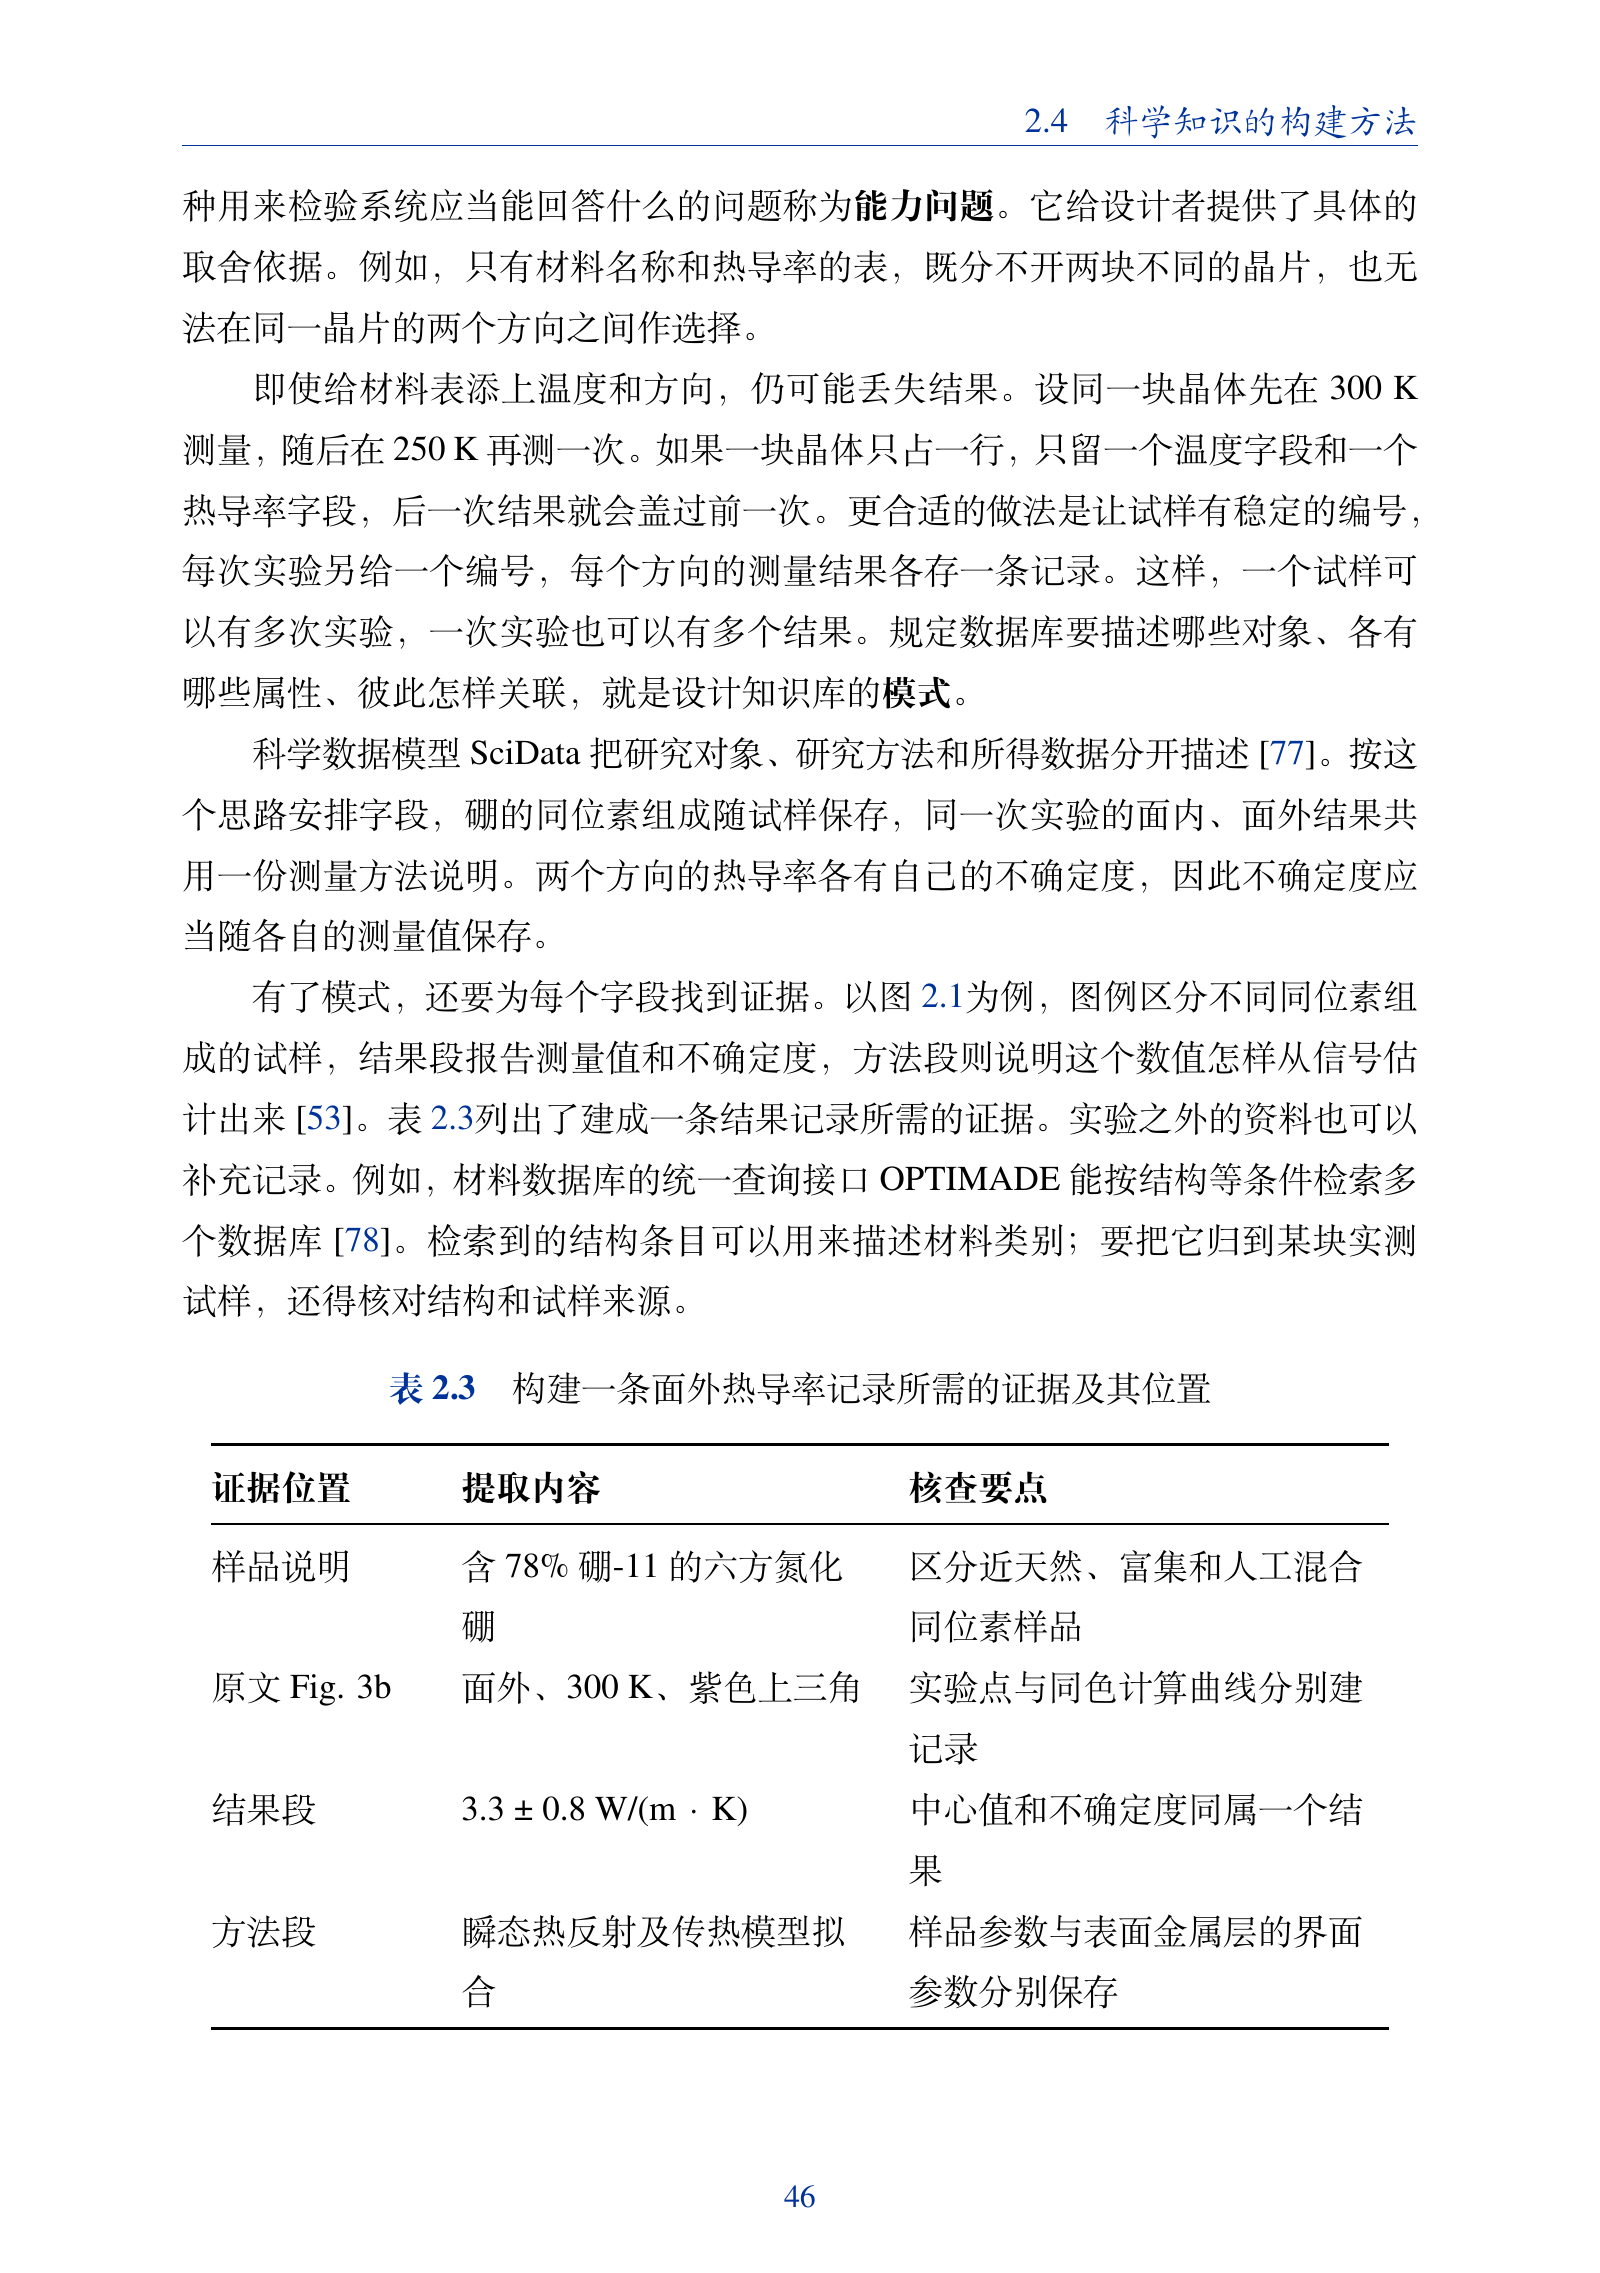 2.4 科学知识的构建方法
种用来检验系统应当能回答什么的问题称为能力问题。它给设计者提供了具体的
取舍依据。例如，只有材料名称和热导率的表，既分不开两块不同的晶片，也无
法在同一晶片的两个方向之间作选择。
即使给材料表添上温度和方向，仍可能丢失结果。设同一块晶体先在 300 K
测量，随后在 250 K 再测一次。如果一块晶体只占一行，只留一个温度字段和一个
热导率字段，后一次结果就会盖过前一次。更合适的做法是让试样有稳定的编号，
每次实验另给一个编号，每个方向的测量结果各存一条记录。这样，一个试样可
以有多次实验，一次实验也可以有多个结果。规定数据库要描述哪些对象、各有
哪些属性、彼此怎样关联，就是设计知识库的模式。
科学数据模型 SciData 把研究对象、研究方法和所得数据分开描述 [77]。按这
个思路安排字段，硼的同位素组成随试样保存，同一次实验的面内、面外结果共
用一份测量方法说明。两个方向的热导率各有自己的不确定度，因此不确定度应
当随各自的测量值保存。
有了模式，还要为每个字段找到证据。以图 2.1为例，图例区分不同同位素组
成的试样，结果段报告测量值和不确定度，方法段则说明这个数值怎样从信号估
计出来 [53]。表 2.3列出了建成一条结果记录所需的证据。实验之外的资料也可以
补充记录。例如，材料数据库的统一查询接口 OPTIMADE 能按结构等条件检索多
个数据库 [78]。检索到的结构条目可以用来描述材料类别；要把它归到某块实测
试样，还得核对结构和试样来源。
表 2.3 构建一条面外热导率记录所需的证据及其位置
证据位置 提取内容 核查要点
样品说明 含 78% 硼-11 的六方氮化 区分近天然、富集和人工混合
硼 同位素样品
原文 Fig. 3b 面外、300 K、紫色上三角 实验点与同色计算曲线分别建
记录
结果段 3.3 ± 0.8 W/(m · K) 中心值和不确定度同属一个结
果
方法段 瞬态热反射及传热模型拟 样品参数与表面金属层的界面
合 参数分别保存
46